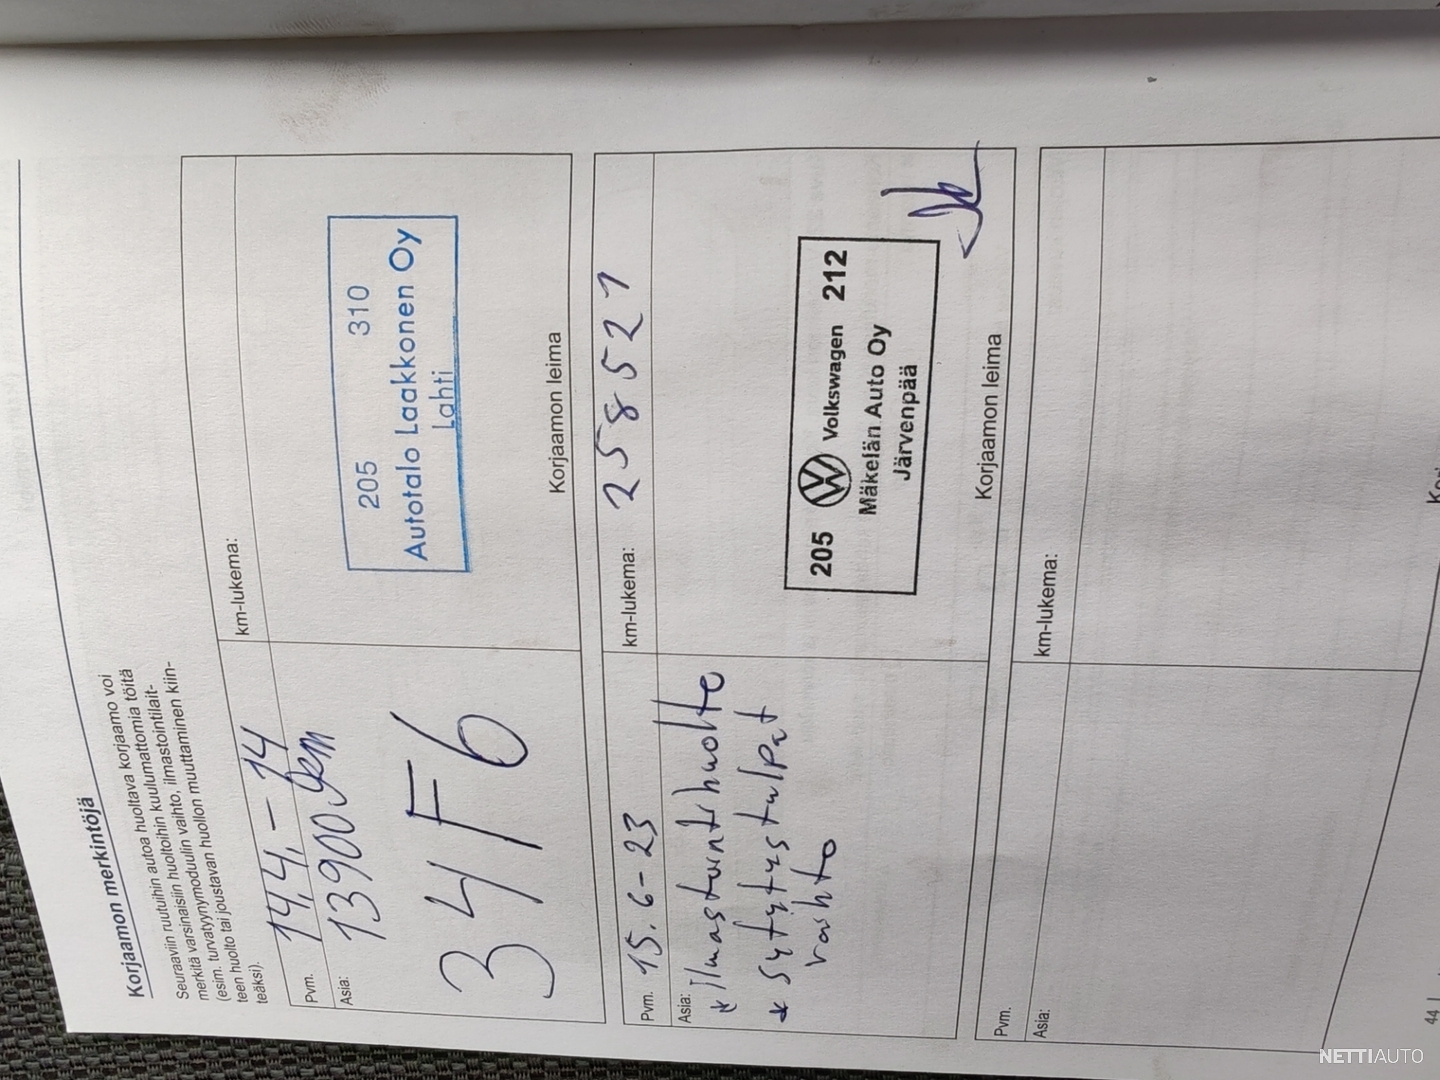 Korjaamon merkintöjä
Seuraaviin ruutuihin autoa huoltava korjaamo voi
merkitä varsinaisiin huoltoihin kuulumattomia töitä
(esim. turvatyynymoduulin vaihto, ilmastointilait-
teen huolto tai joustavan huollon muuttaminen kiin-
teäksi).
Pvm. 14,4,-14
km-lukema:
Asia: 13900
34F6
205 310
Autotalo Laakkonen Oy
Lahti
Korjaamon leima
Pvm. 15.6-23
km-lukema: 258521
Asia:
* Ilmastointihuolto
* sytytystulpat
vaihto
205 Volkswagen 212
Mäkelän Auto Oy
Järvenpää
Korjaamon leima
Pvm.
km-lukema:
Asia:
44
NETTIAUTO